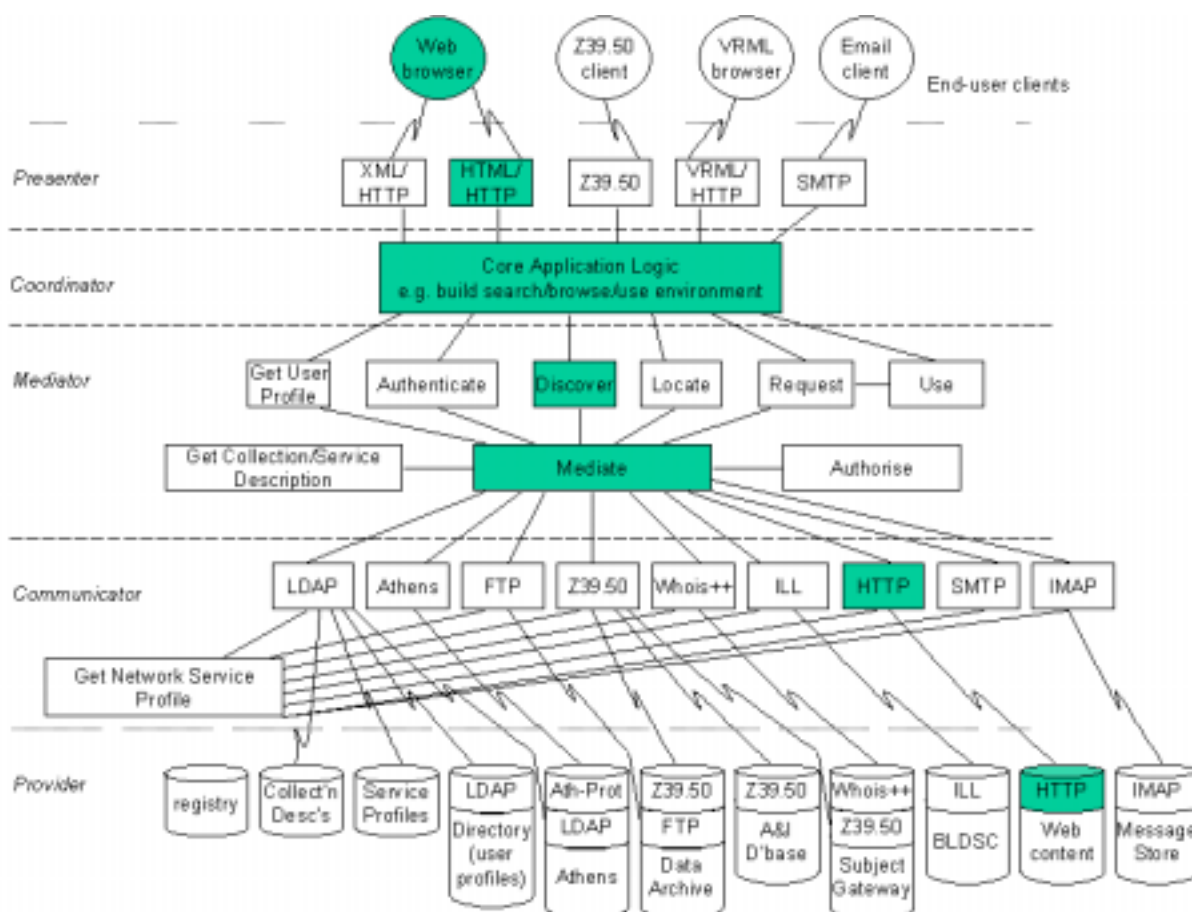 Web
browser
Z39.50
client
VRML
browser
Email
client
End-user clients
Presenter
XML/
HTTP
HTML/
HTTP
Z39.50
VRML/
HTTP
SMTP
Coordinator
Core Application Logic
e.g. build search/browse/use environment
Mediator
Get User
Profile
Authenticate
Discover
Locate
Request
Use
Get Collection/Service
Description
Mediate
Authorise
Communicator
LDAP
Athens
FTP
Z39.50
Whois++
ILL
HTTP
SMTP
IMAP
Get Network Service
Profile
Provider
registry
Collect'n
Desc's
Service
Profiles
LDAP
Directory
(user
profiles)
Ath-Prot
LDAP
Athens
Z39.50
FTP
Data
Archive
Z39.50
A&I
D'base
Whois++
Z39.50
Subject
Gateway
ILL
BLDSC
HTTP
Web
content
IMAP
Message
Store